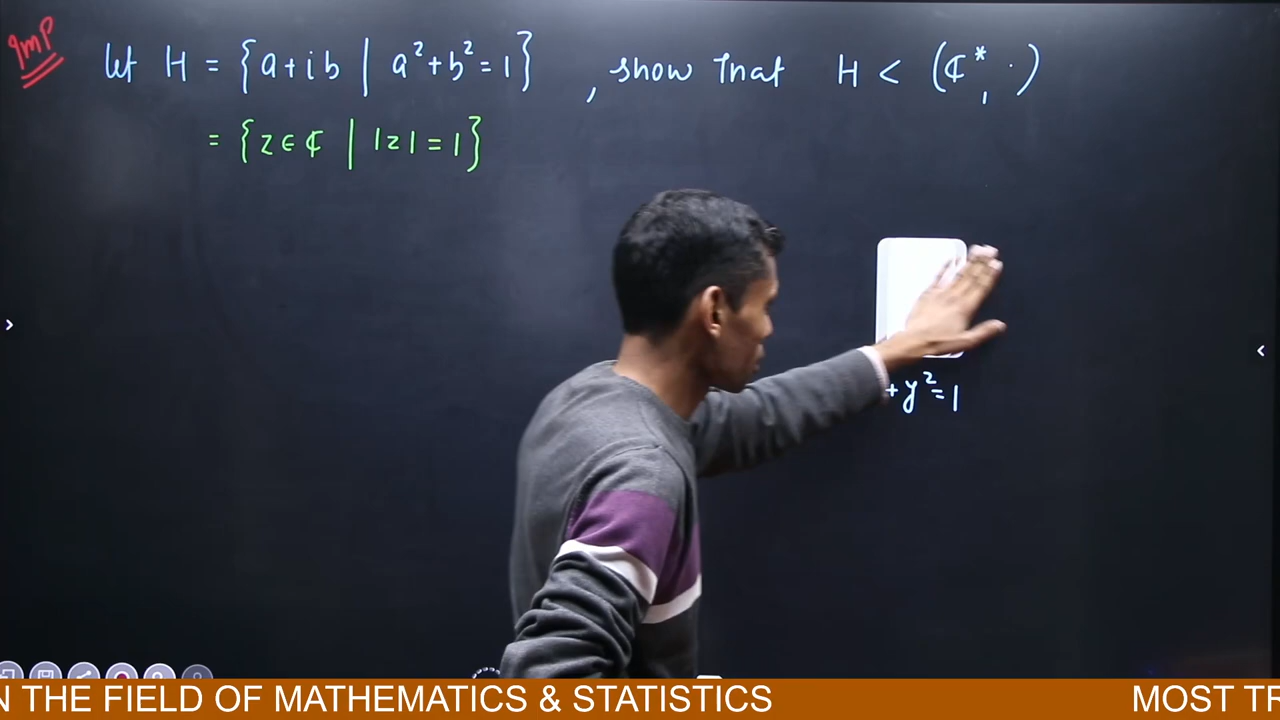 Imp
Let H = {a+ib | a²+b²=1} , show that H < (ℂ*, ·)
= {z∈ℂ | |z|=1}
+y²=1
N THE FIELD OF MATHEMATICS & STATISTICS MOST TR